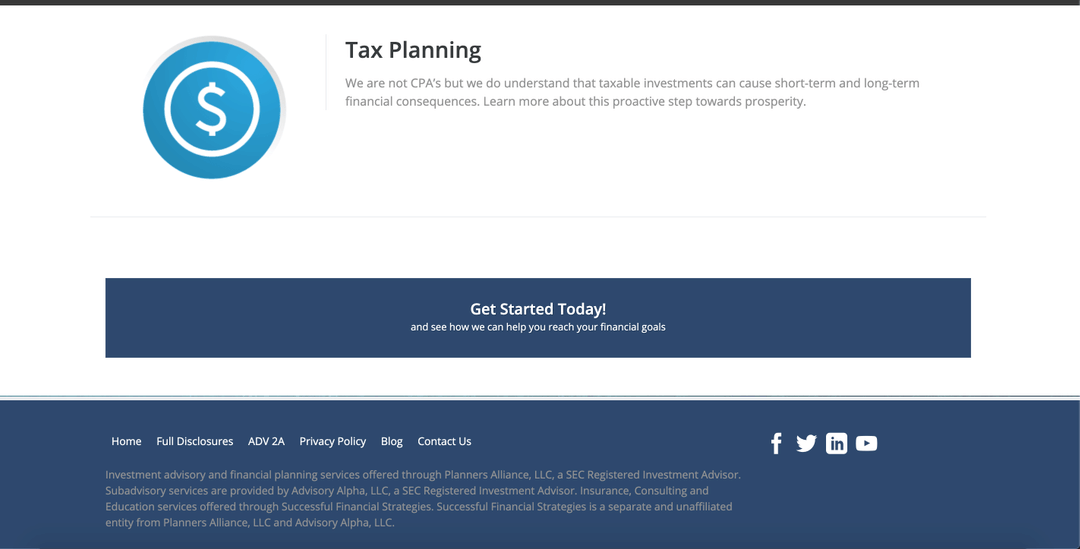 Tax Planning
We are not CPA's but we do understand that taxable investments can cause short-term and long-term
financial consequences. Learn more about this proactive step towards prosperity.
Get Started Today!
and see how we can help you reach your financial goals
Home Full Disclosures ADV 2A Privacy Policy Blog Contact Us
Investment advisory and financial planning services offered through Planners Alliance, LLC, a SEC Registered Investment Advisor.
Subadvisory services are provided by Advisory Alpha, LLC, a SEC Registered Investment Advisor. Insurance, Consulting and
Education services offered through Successful Financial Strategies. Successful Financial Strategies is a separate and unaffiliated
entity from Planners Alliance, LLC and Advisory Alpha, LLC.